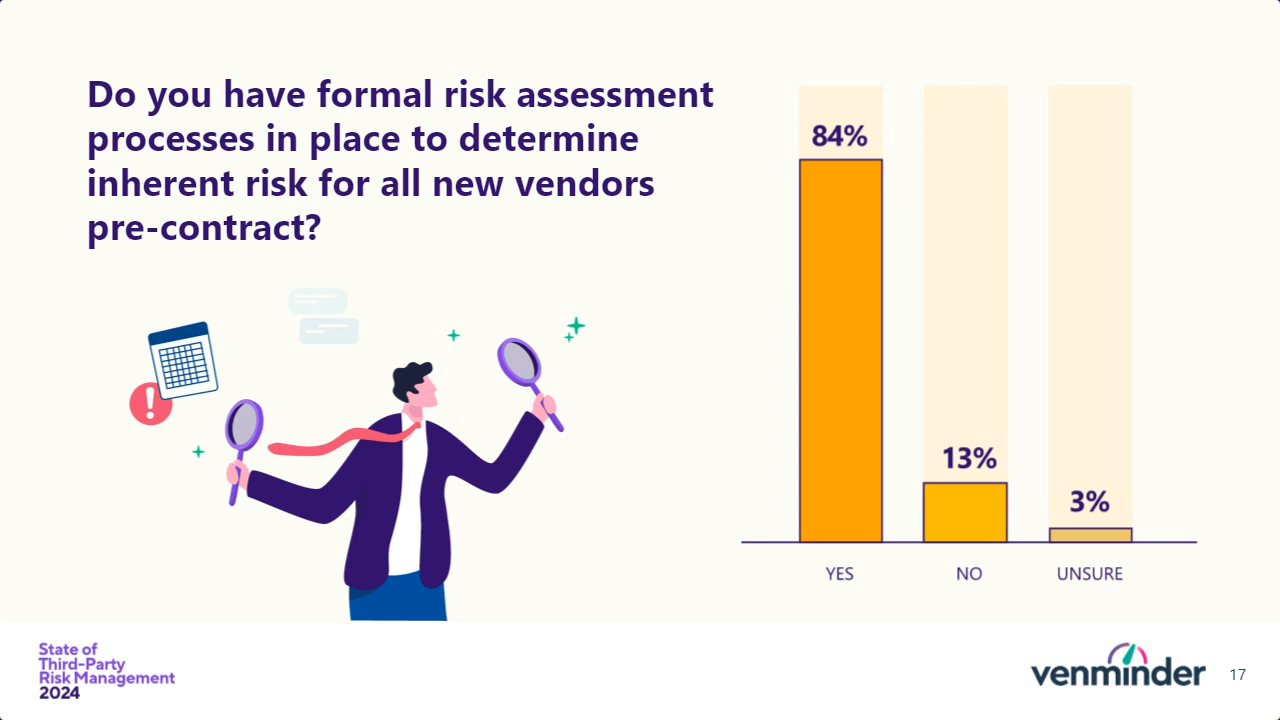 Do you have formal risk assessment
processes in place to determine
inherent risk for all new vendors
pre-contract?
84%
13%
3%
YES
NO
UNSURE
State of
Third-Party
Risk Management
2024
venminder
17